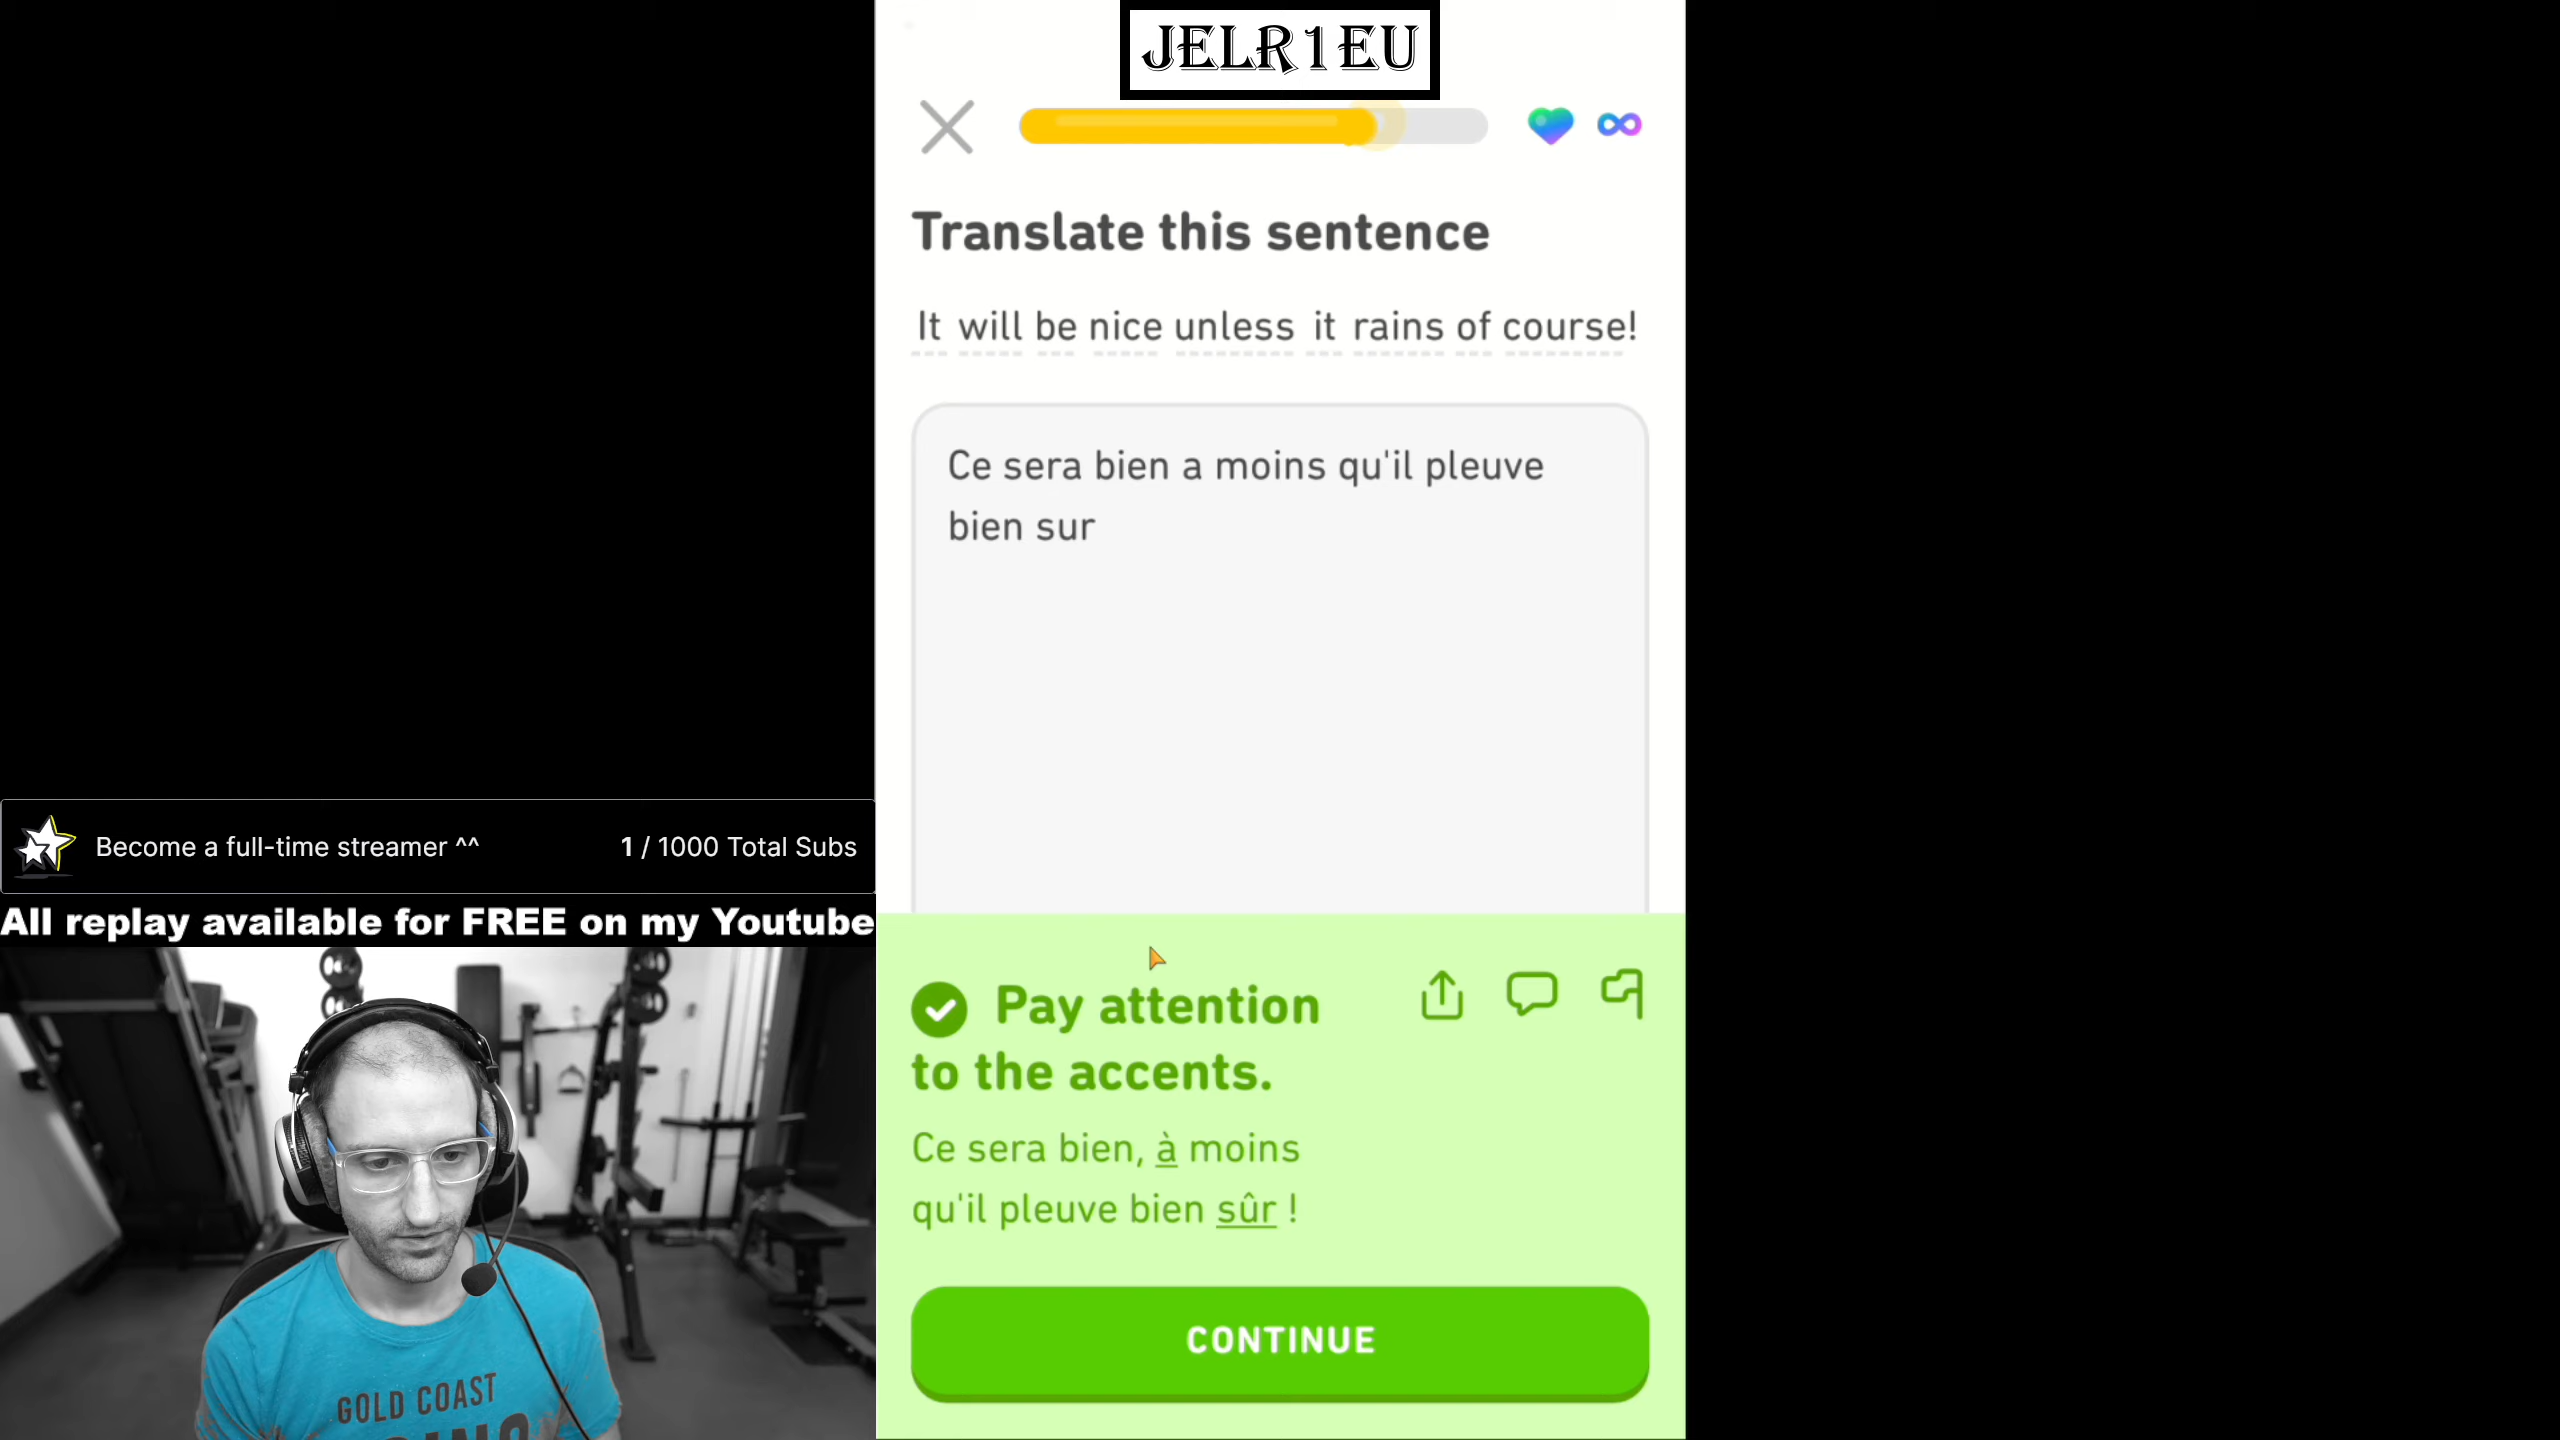 JELR1EU
Translate this sentence
It will be nice unless it rains of course!
Ce sera bien a moins qu'il pleuve
bien sur
Become a full-time streamer ^^ 1 / 1000 Total Subs
All replay available for FREE on my Youtube
Pay attention
to the accents.
Ce sera bien, à moins
qu'il pleuve bien sûr !
CONTINUE
GOLD COAST